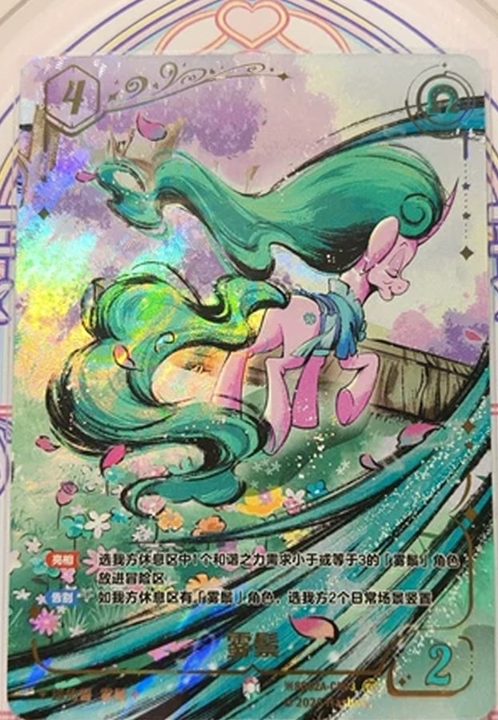 4
亮相 选我方休息区中1个和谐之力需求小于或等于3的「雾鬃」角色
放进冒险区
告别 如我方休息区有「雾鬃」角色，选我方2个日常场景竖置
雾鬃
2